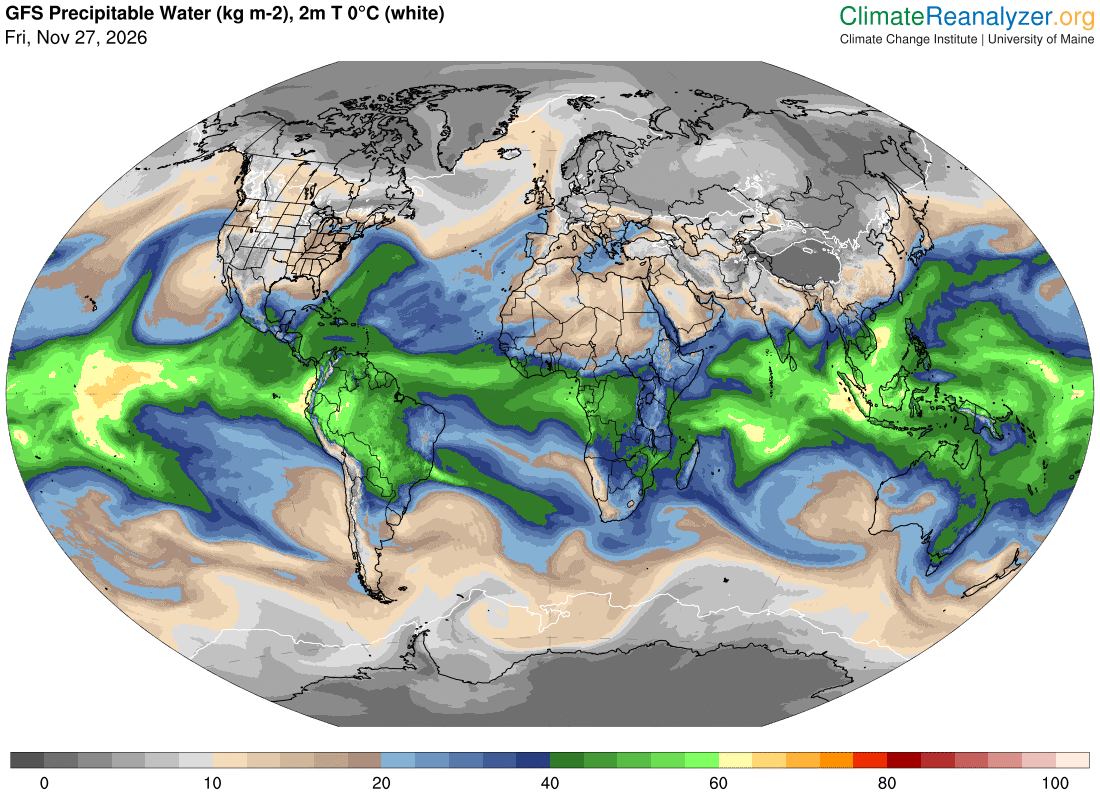 GFS Precipitable Water (kg m-2), 2m T 0°C (white)
Fri, Nov 27, 2026
ClimateReanalyzer.org
Climate Change Institute | University of Maine
0 10 20 40 60 80 100